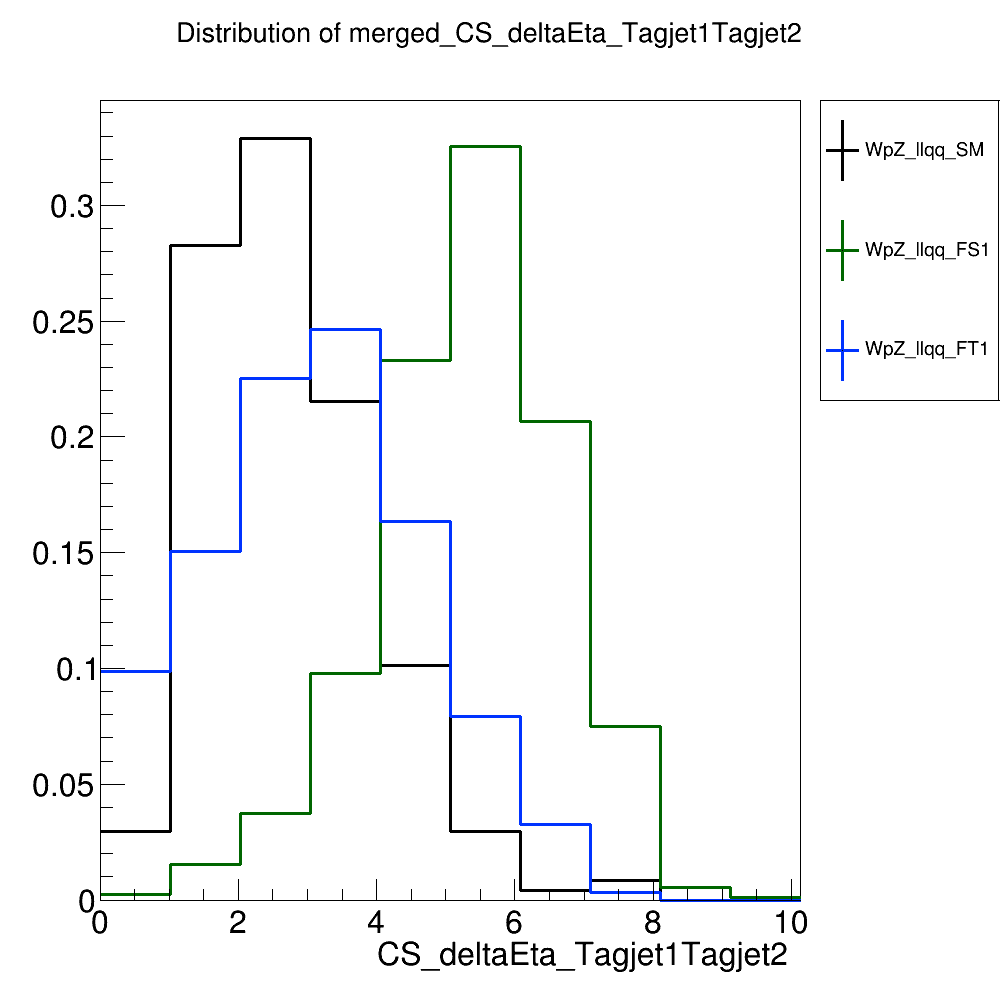 Distribution of merged_CS_deltaEta_Tagjet1Tagjet2
WpZ_llqq_SM
WpZ_llqq_FS1
WpZ_llqq_FT1
0.3
0.25
0.2
0.15
0.1
0.05
0
0 2 4 6 8 10
CS_deltaEta_Tagjet1Tagjet2